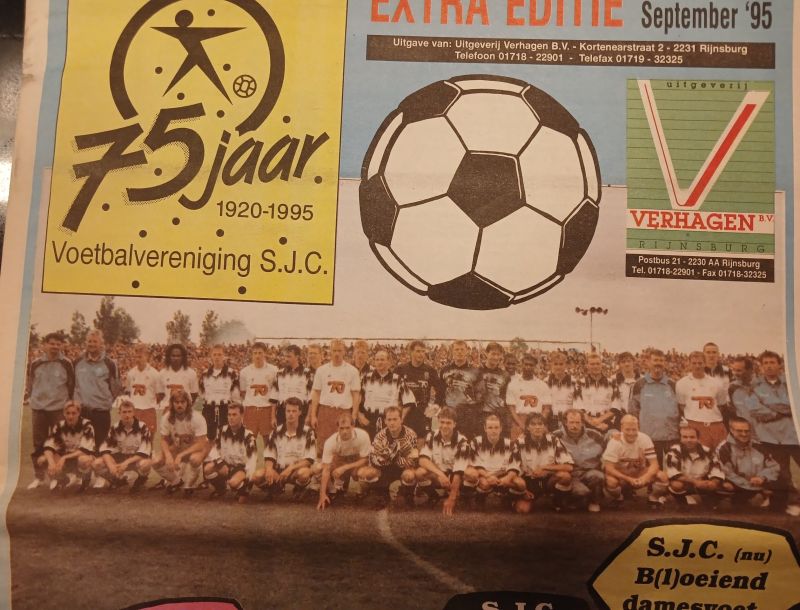 EXTRA EDITIE
September '95
Uitgave van: Uitgeverij Verhagen B.V. - Kortenearstraat 2 - 2231 Rijnsburg
Telefoon 01718 - 22901 - Telefax 01719 - 32325
75 jaar
1920-1995
Voetbalvereniging S.J.C.
uitgeverij
V
VERHAGEN B.V.
RIJNSBURG
Postbus 21 - 2230 AA Rijnsburg
Tel. 01718-22901 - Fax 01718-32325
S.J.C. (nu)
B(l)oeiend
S.J.C.